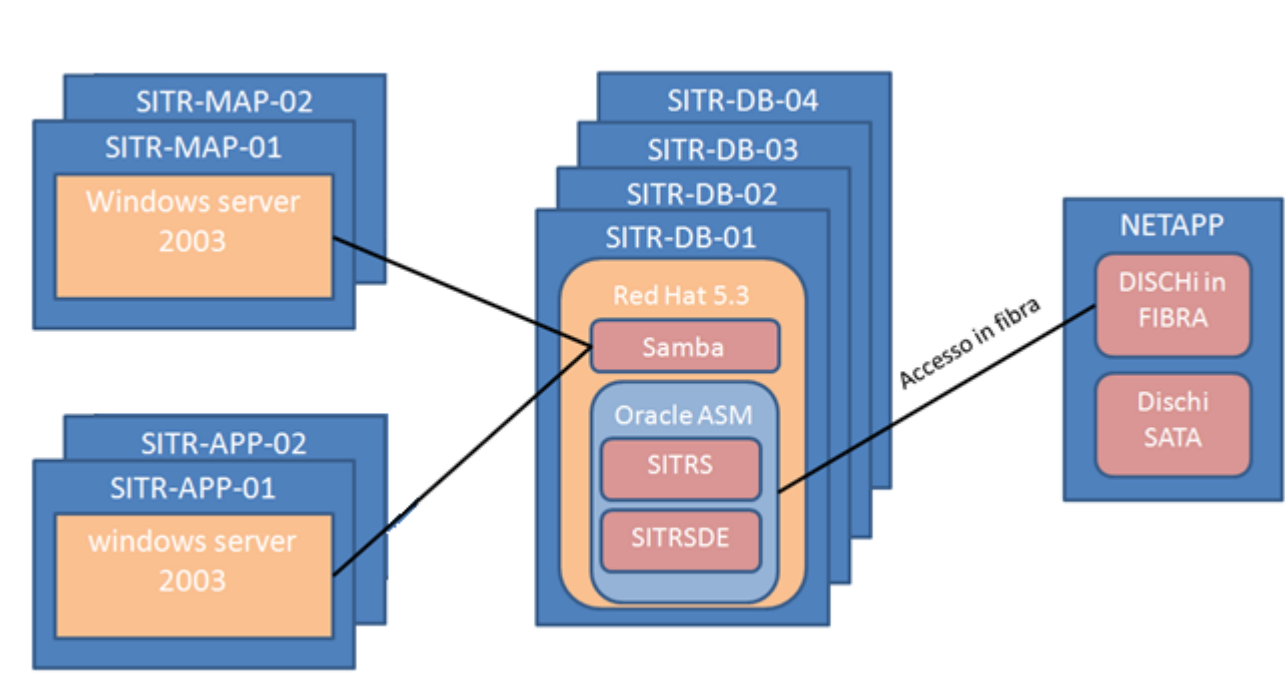 SITR-MAP-02
SITR-MAP-01
Windows server
2003
SITR-APP-02
SITR-APP-01
windows server
2003
SITR-DB-04
SITR-DB-03
SITR-DB-02
SITR-DB-01
Red Hat 5.3
Samba
Oracle ASM
SITRS
SITRSDE
Accesso in fibra
NETAPP
DISCHi in
FIBRA
Dischi
SATA